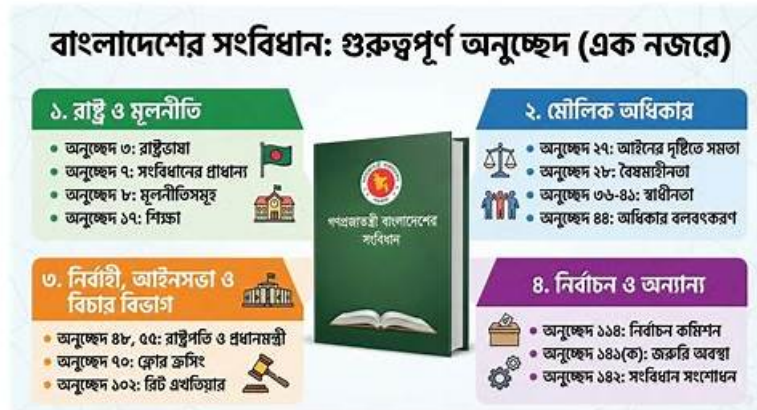 বাংলাদেশের সংবিধান: গুরুত্বপূর্ণ অনুচ্ছেদ (এক নজরে)
১. রাষ্ট্র ও মূলনীতি
অনুচ্ছেদ ৩: রাষ্ট্রভাষা
অনুচ্ছেদ ৭: সংবিধানের প্রাধান্য
অনুচ্ছেদ ৮: মূলনীতিসমূহ
অনুচ্ছেদ ১৭: শিক্ষা
২. মৌলিক অধিকার
অনুচ্ছেদ ২৭: আইনের দৃষ্টিতে সমতা
অনুচ্ছেদ ২৮: বৈষম্যহীনতা
অনুচ্ছেদ ৩৬-৪১: স্বাধীনতা
অনুচ্ছেদ ৪৪: অধিকার বলবৎকরণ
গণপ্রজাতন্ত্রী বাংলাদেশের
সংবিধান
৩. নির্বাহী, আইনসভা ও
বিচার বিভাগ
অনুচ্ছেদ ৪৮, ৫৫: রাষ্ট্রপতি ও প্রধানমন্ত্রী
অনুচ্ছেদ ৭০: ফ্লোর ক্রসিং
অনুচ্ছেদ ১০২: রিট এখতিয়ার
৪. নির্বাচন ও অন্যান্য
অনুচ্ছেদ ১১৪: নির্বাচন কমিশন
অনুচ্ছেদ ১৪১(ক): জরুরি অবস্থা
অনুচ্ছেদ ১৪২: সংবিধান সংশোধন